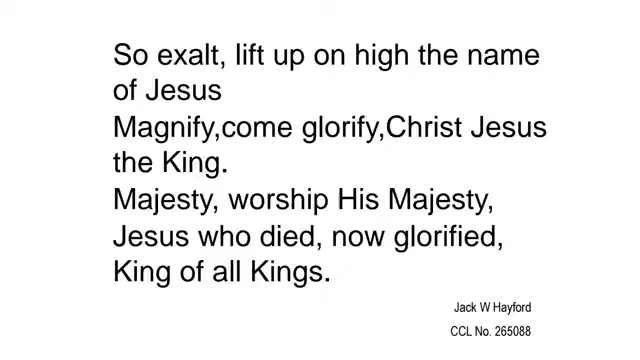 So exalt, lift up on high the name
of Jesus
Magnify,come glorify,Christ Jesus
the King.
Majesty, worship His Majesty,
Jesus who died, now glorified,
King of all Kings.
Jack W Hayford
CCL No. 265088